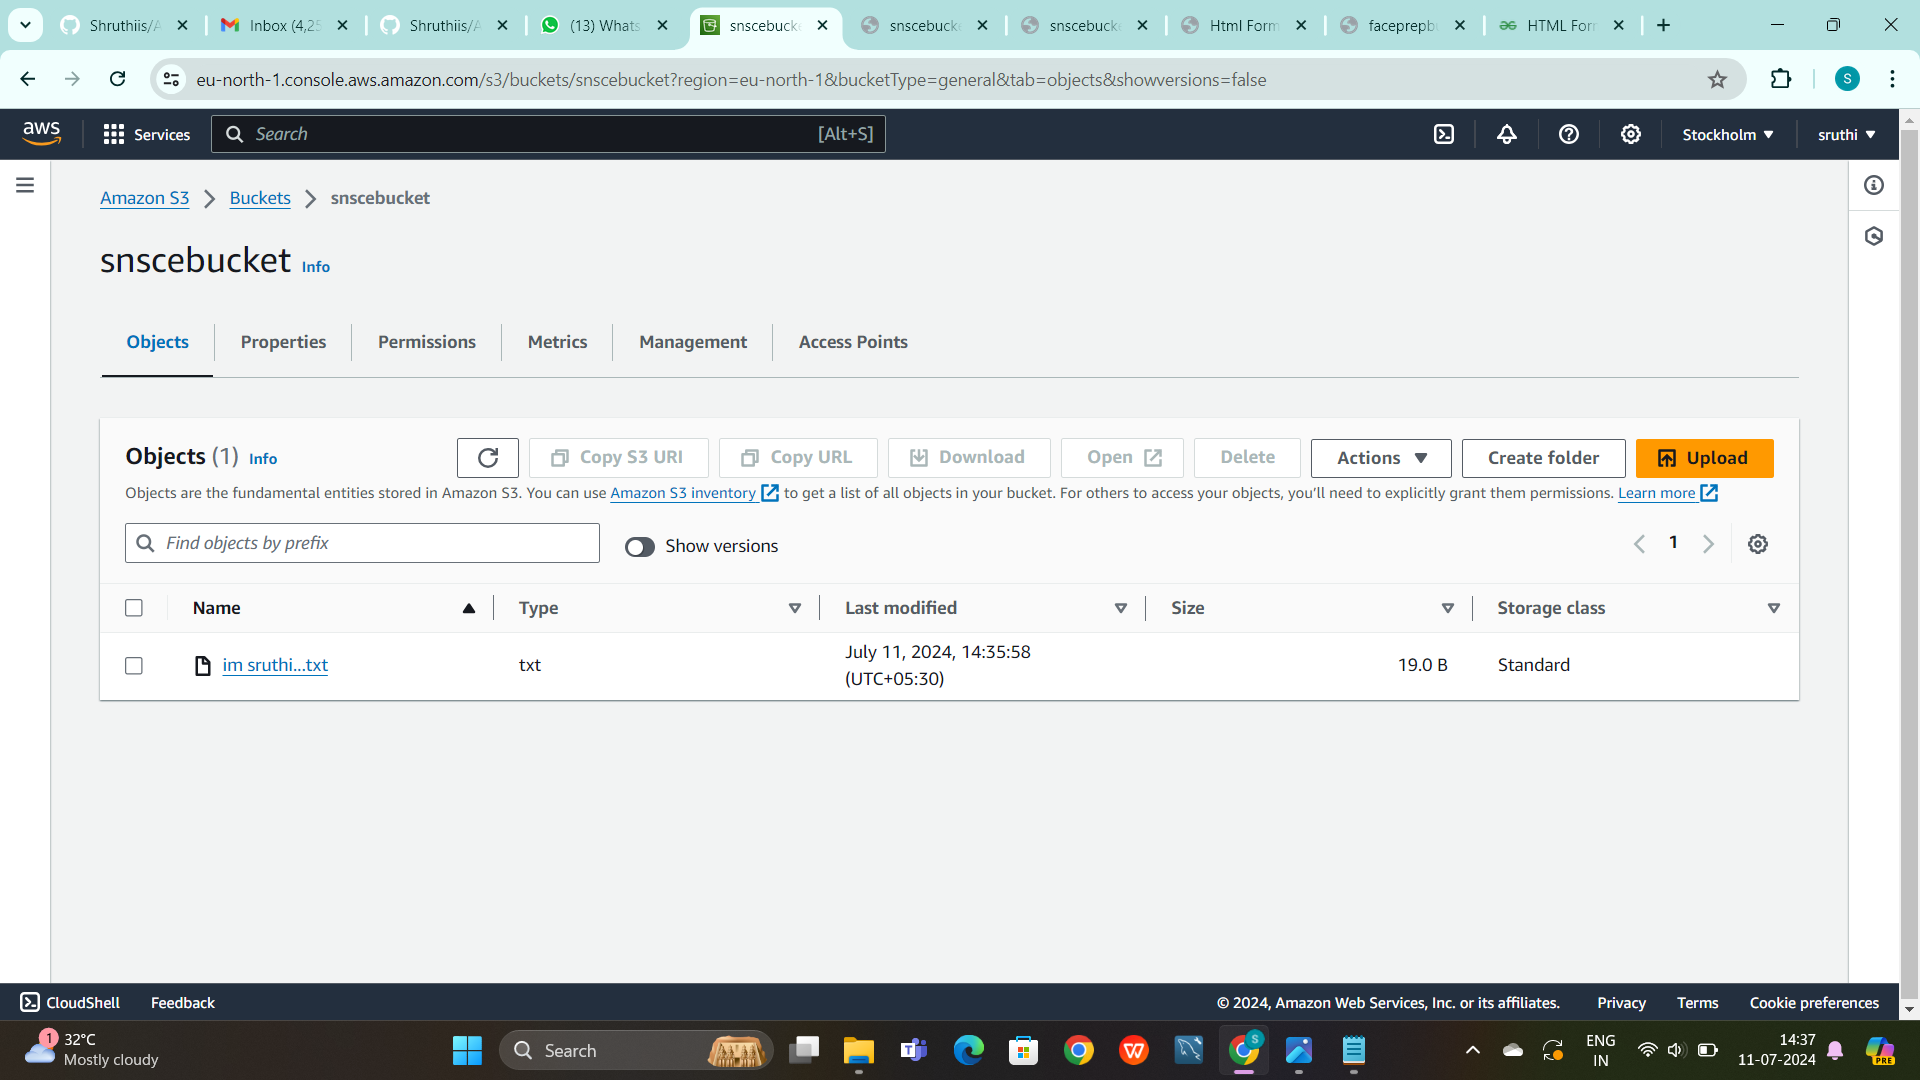 Shruthiis/A
Inbox (4,25
Shruthiis/A
(13) Whats
snscebucke
snscebucke
snscebucke
Html Form
faceprepbu
HTML For
eu-north-1.console.aws.amazon.com/s3/buckets/snscebucket?region=eu-north-1&bucketType=general&tab=objects&showversions=false
S
aws
Services
Search
[Alt+S]
Stockholm
sruthi
Amazon S3
Buckets
snscebucket
snscebucket Info
Objects
Properties
Permissions
Metrics
Management
Access Points
Objects (1) Info
Copy S3 URI
Copy URL
Download
Open
Delete
Actions
Create folder
Upload
Objects are the fundamental entities stored in Amazon S3. You can use Amazon S3 inventory to get a list of all objects in your bucket. For others to access your objects, you'll need to explicitly grant them permissions. Learn more
Find objects by prefix
Show versions
1
Name
Type
Last modified
Size
Storage class
im sruthi...txt
txt
July 11, 2024, 14:35:58
(UTC+05:30)
19.0 B
Standard
CloudShell
Feedback
© 2024, Amazon Web Services, Inc. or its affiliates.
Privacy
Terms
Cookie preferences
1
32°C
Mostly cloudy
Search
S
ENG
IN
14:37
11-07-2024
PRE